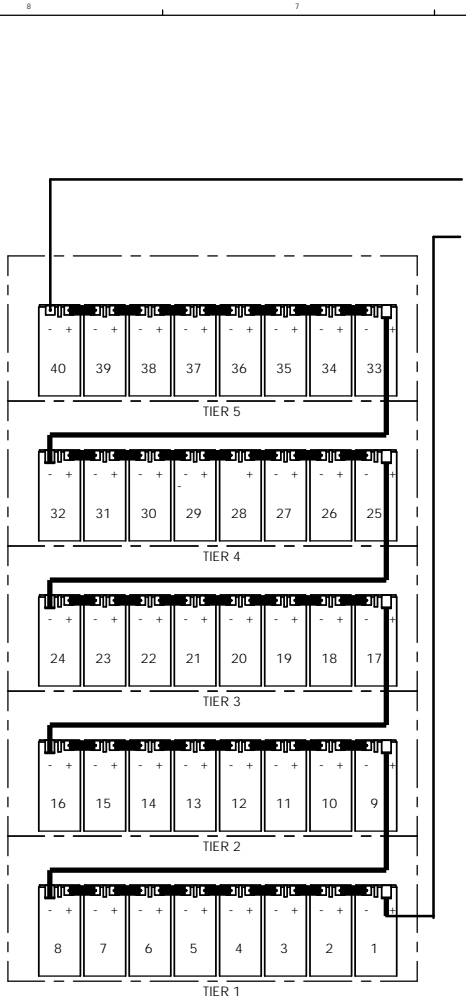 8 7
- + - + - + - + - + - + - + - +
40 39 38 37 36 35 34 33
TIER 5
- + - + - + - + + - + - + - +
-
32 31 30 29 28 27 26 25
TIER 4
- + - + - + - + - + - + - + - +
24 23 22 21 20 19 18 17
TIER 3
- + - + - + - + - + - + - + - +
16 15 14 13 12 11 10 9
TIER 2
- + - + - + - + - + - + - + - +
8 7 6 5 4 3 2 1
TIER 1